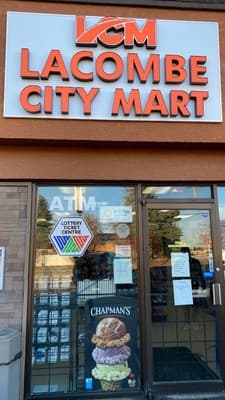 LCM
LACOMBE
CITY MART
ATM
LOTTERY
TICKET
CENTRE
CHAPMAN'S